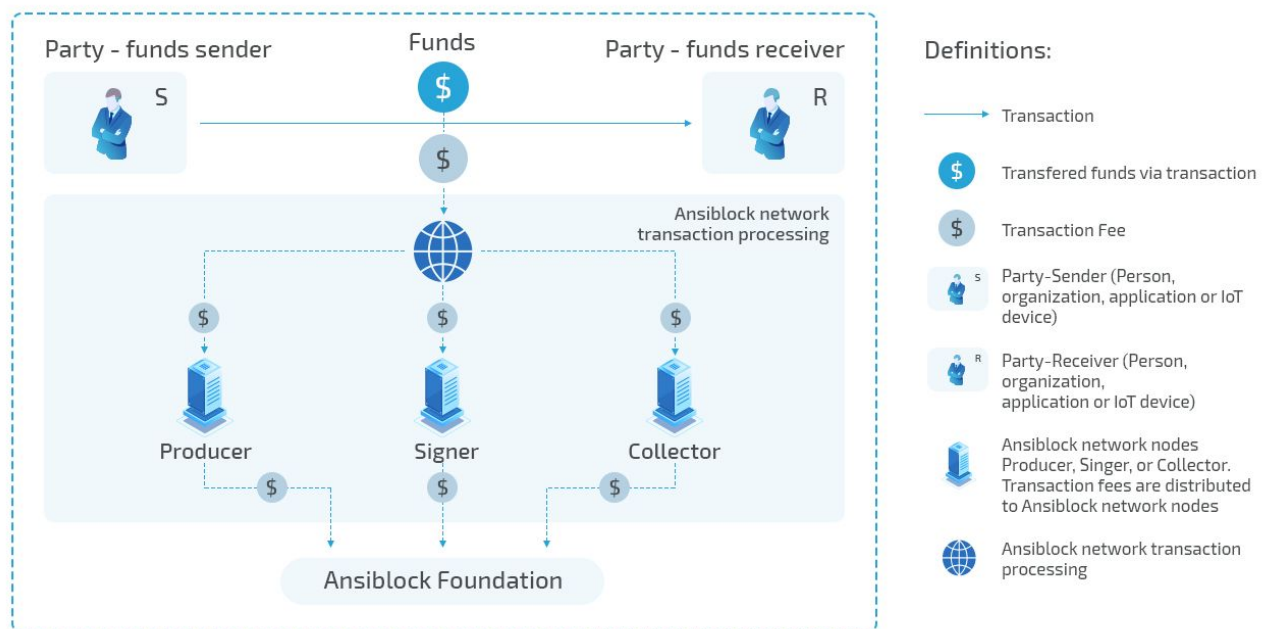 Party - funds sender
Funds
Party - funds receiver
S
$
R
$
Ansiblock network
transaction processing
$
$
$
Producer
Signer
Collector
$
$
$
Ansiblock Foundation
Definitions:
Transaction
$
Transfered funds via transaction
$
Transaction Fee
S
Party-Sender (Person,
organization, application or IoT
device)
R
Party-Receiver (Person,
organization,
application or IoT device)
Ansiblock network nodes
Producer, Singer, or Collector.
Transaction fees are distributed
to Ansiblock network nodes
Ansiblock network transaction
processing